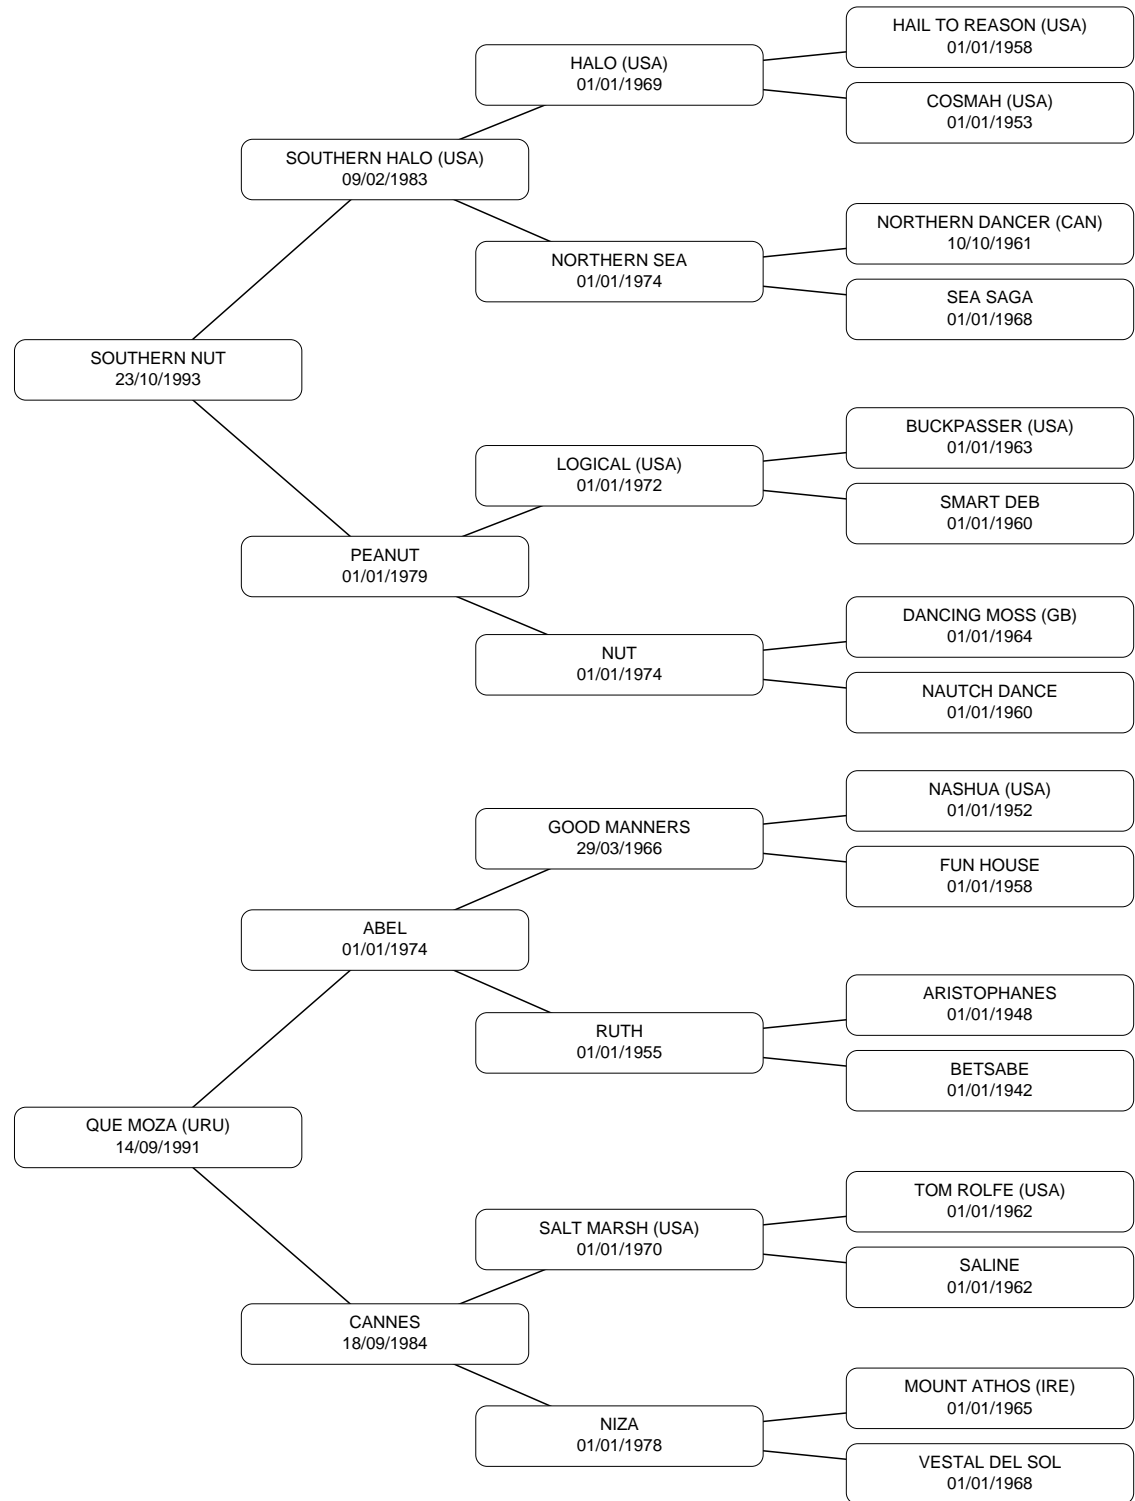 HAIL TO REASON (USA)
01/01/1958
HALO (USA)
01/01/1969
COSMAH (USA)
01/01/1953
SOUTHERN HALO (USA)
09/02/1983
NORTHERN DANCER (CAN)
10/10/1961
NORTHERN SEA
01/01/1974
SEA SAGA
01/01/1968
SOUTHERN NUT
23/10/1993
BUCKPASSER (USA)
01/01/1963
LOGICAL (USA)
01/01/1972
SMART DEB
01/01/1960
PEANUT
01/01/1979
DANCING MOSS (GB)
01/01/1964
NUT
01/01/1974
NAUTCH DANCE
01/01/1960
NASHUA (USA)
01/01/1952
GOOD MANNERS
29/03/1966
FUN HOUSE
01/01/1958
ABEL
01/01/1974
ARISTOPHANES
01/01/1948
RUTH
01/01/1955
BETSABE
01/01/1942
QUE MOZA (URU)
14/09/1991
TOM ROLFE (USA)
01/01/1962
SALT MARSH (USA)
01/01/1970
SALINE
01/01/1962
CANNES
18/09/1984
MOUNT ATHOS (IRE)
01/01/1965
NIZA
01/01/1978
VESTAL DEL SOL
01/01/1968